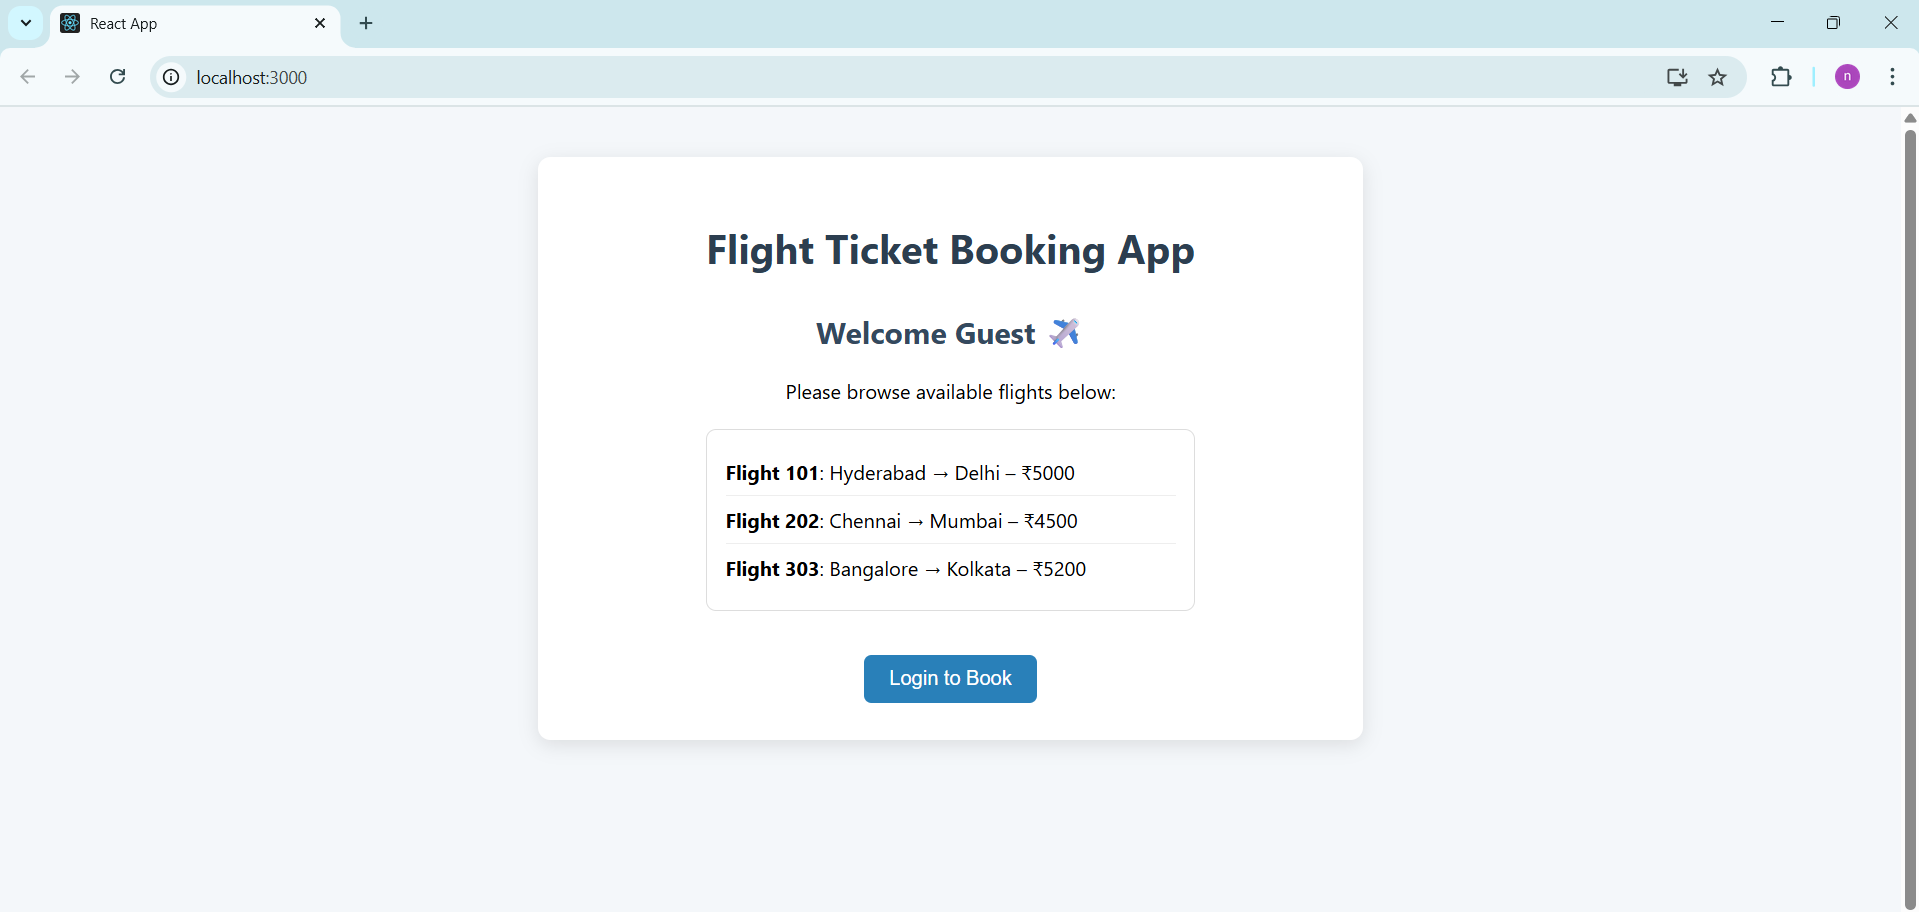 React App
localhost:3000
n
Flight Ticket Booking App
Welcome Guest ✈️
Please browse available flights below:
Flight 101: Hyderabad → Delhi – ₹5000
Flight 202: Chennai → Mumbai – ₹4500
Flight 303: Bangalore → Kolkata – ₹5200
Login to Book